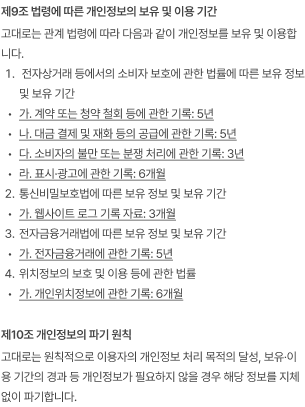 제9조 법령에 따른 개인정보의 보유 및 이용 기간
고대로는 관계 법령에 따라 다음과 같이 개인정보를 보유 및 이용합
니다.
1. 전자상거래 등에서의 소비자 보호에 관한 법률에 따른 보유 정보
및 보유 기간
• 가. 계약 또는 청약 철회 등에 관한 기록: 5년
• 나. 대금 결제 및 재화 등의 공급에 관한 기록: 5년
• 다. 소비자의 불만 또는 분쟁 처리에 관한 기록: 3년
• 라. 표시·광고에 관한 기록: 6개월
2. 통신비밀보호법에 따른 보유 정보 및 보유 기간
• 가. 웹사이트 로그 기록 자료: 3개월
3. 전자금융거래법에 따른 보유 정보 및 보유 기간
• 가. 전자금융거래에 관한 기록: 5년
4. 위치정보의 보호 및 이용 등에 관한 법률
• 가. 개인위치정보에 관한 기록: 6개월
제10조 개인정보의 파기 원칙
고대로는 원칙적으로 이용자의 개인정보 처리 목적의 달성, 보유·이
용 기간의 경과 등 개인정보가 필요하지 않을 경우 해당 정보를 지체
없이 파기합니다.